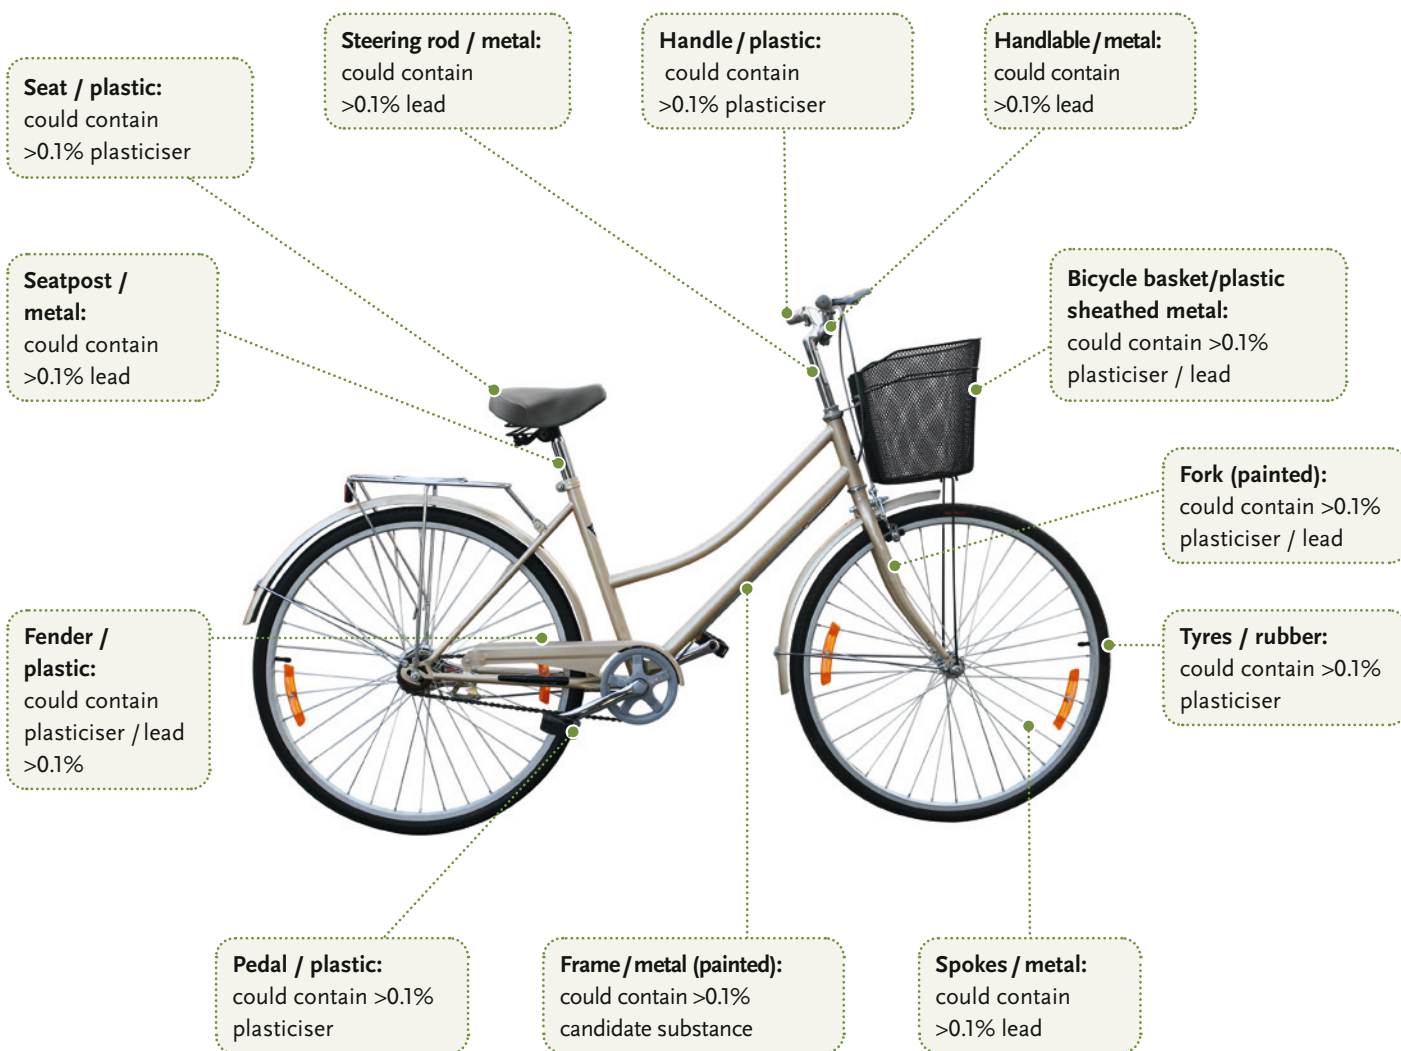 Steering rod / metal:
could contain
>0.1% lead
Handle / plastic:
could contain
>0.1% plasticiser
Handlable / metal:
could contain
>0.1% lead
Seat / plastic:
could contain
>0.1% plasticiser
Seatpost /
metal:
could contain
>0.1% lead
Bicycle basket/plastic
sheathed metal:
could contain >0.1%
plasticiser / lead
Fork (painted):
could contain >0.1%
plasticiser / lead
Fender /
plastic:
could contain
plasticiser / lead
>0.1%
Tyres / rubber:
could contain >0.1%
plasticiser
Pedal / plastic:
could contain >0.1%
plasticiser
Frame / metal (painted):
could contain >0.1%
candidate substance
Spokes / metal:
could contain
>0.1% lead